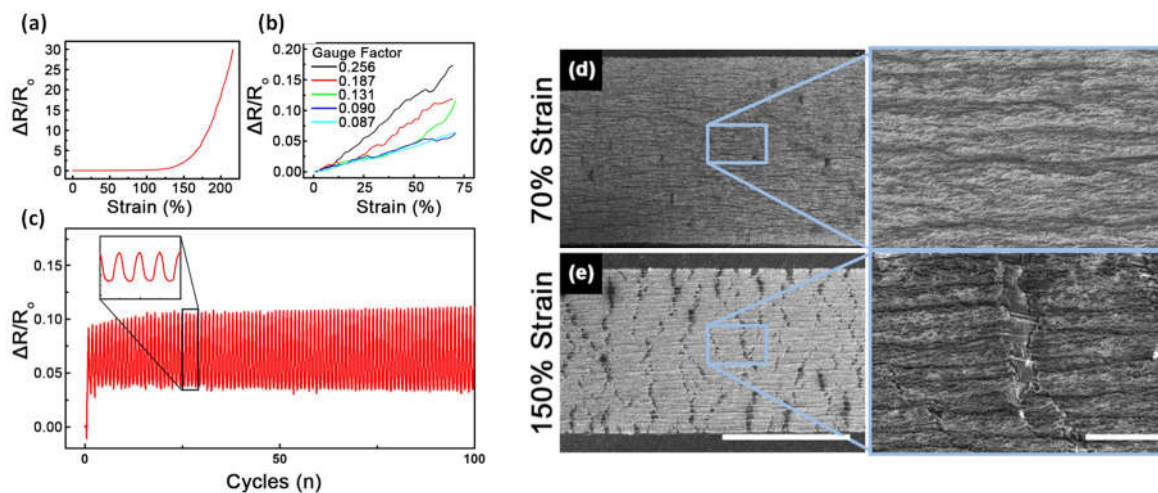 (a)
ΔR/Rₒ
30
25
20
15
10
5
0
0 50 100 150 200
Strain (%)
(b)
ΔR/Rₒ
0.20
0.15
0.10
0.05
0.00
Gauge Factor
0.256
0.187
0.131
0.090
0.087
0 25 50 75
Strain (%)
(c)
ΔR/Rₒ
0.15
0.10
0.05
0.00
0 25 50 75 100
Cycles (n)
70% Strain
(d)
150% Strain
(e)